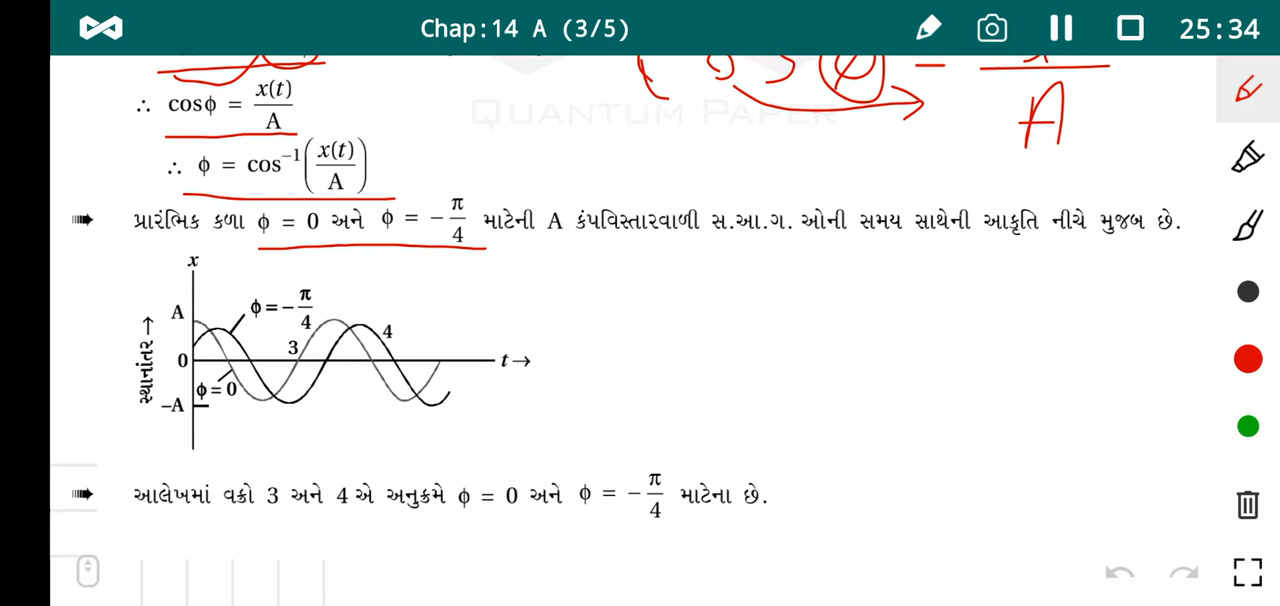 Chap:14 A (3/5)
25:34
QUANTUM PAPER
A
∴ cosϕ = x(t)/A
∴ ϕ = cos⁻¹(x(t)/A)
પ્રારંભિક કળા ϕ = 0 અને ϕ = −π/4 માટેની A કંપવિસ્તારવાળી સ.આ.ગ. ઓની સમય સાથેની આકૃતિ નીચે મુજબ છે.
x
A
ϕ = −π/4
3
4
0
t→
ϕ = 0
–A
સ્થાનાંતર →
આલેખમાં વક્રો 3 અને 4 એ અનુક્રમે ϕ = 0 અને ϕ = −π/4 માટેના છે.